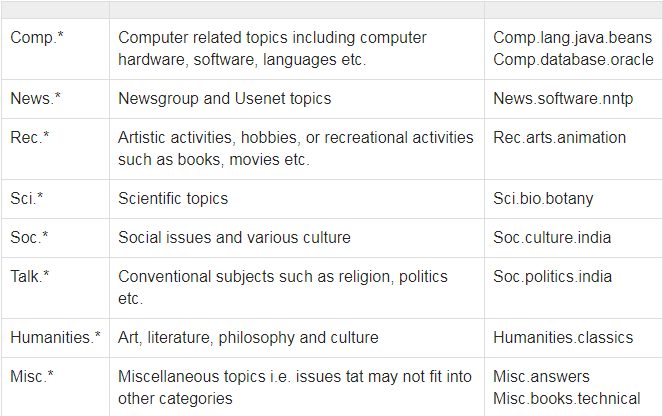 Comp.* Computer related topics including computer Comp.lang.java.beans
hardware, software, languages etc. Comp.database.oracle
News.* Newsgroup and Usenet topics News.software.nntp
Rec.* Artistic activities, hobbies, or recreational activities Rec.arts.animation
such as books, movies etc.
Sci.* Scientific topics Sci.bio.botany
Soc.* Social issues and various culture Soc.culture.india
Talk.* Conventional subjects such as religion, politics Soc.politics.india
etc.
Humanities.* Art, literature, philosophy and culture Humanities.classics
Misc.* Miscellaneous topics i.e. issues tat may not fit into Misc.answers
other categories Misc.books.technical